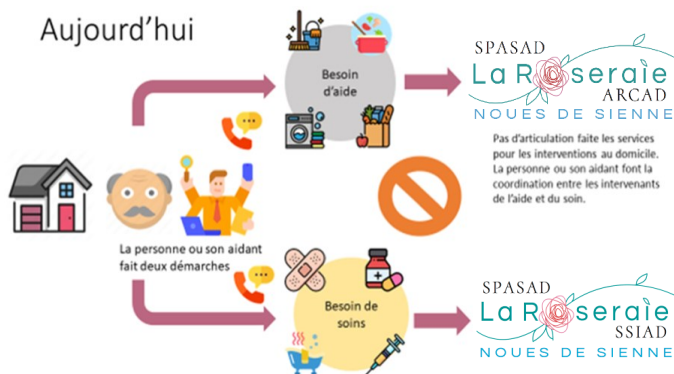 Aujourd’hui
Besoin
d’aide
SPASAD
La Roseraie
ARCAD
NOUES DE SIENNE
Pas d’articulation faite les services
pour les interventions au domicile.
La personne ou son aidant font la
coordination entre les intervenants
de l’aide et du soin.
La personne ou son aidant
fait deux démarches
Besoin de
soins
SPASAD
La Roseraie
SSIAD
NOUES DE SIENNE